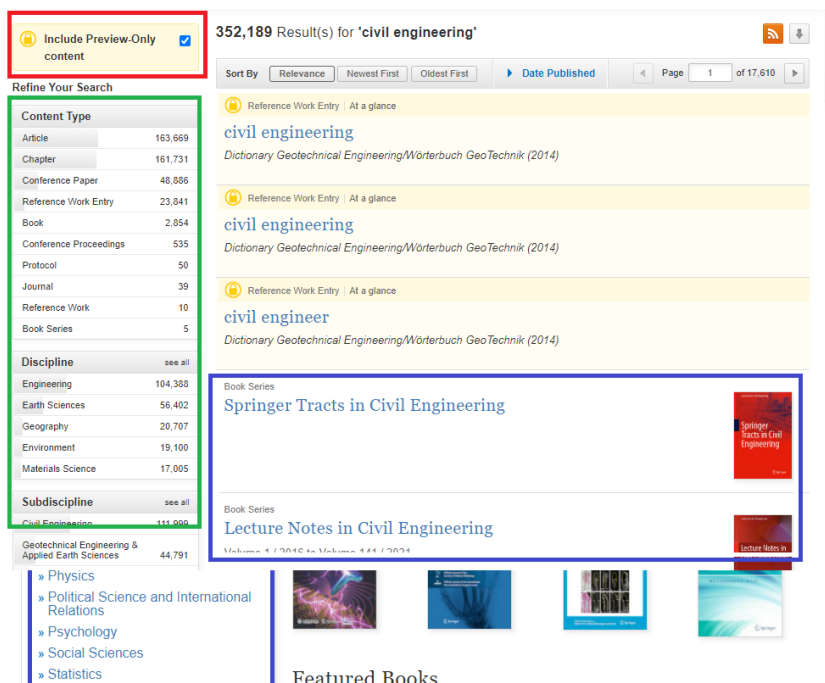 Include Preview-Only
content
Refine Your Search
Content Type
Article 163,669
Chapter 161,731
Conference Paper 48,886
Reference Work Entry 23,841
Book 2,854
Conference Proceedings 535
Protocol 50
Journal 39
Reference Work 10
Book Series 5
Discipline see all
Engineering 104,388
Earth Sciences 56,402
Geography 20,707
Environment 19,100
Materials Science 17,005
Subdiscipline see all
Civil Engineering 111,999
Geotechnical Engineering &
Applied Earth Sciences 44,791
» Physics
» Political Science and International
Relations
» Psychology
» Social Sciences
» Statistics
352,189 Result(s) for 'civil engineering'
Sort By Relevance Newest First Oldest First Date Published Page 1 of 17,610
Reference Work Entry | At a glance
civil engineering
Dictionary Geotechnical Engineering/Wörterbuch GeoTechnik (2014)
Reference Work Entry | At a glance
civil engineering
Dictionary Geotechnical Engineering/Wörterbuch GeoTechnik (2014)
Reference Work Entry | At a glance
civil engineer
Dictionary Geotechnical Engineering/Wörterbuch GeoTechnik (2014)
Book Series
Springer Tracts in Civil Engineering
Springer
Tracts in Civil
Engineering
Springer
Book Series
Lecture Notes in Civil Engineering
Volume 1 / 2016 to Volume 141 / 2021
Lecture Notes in
Springer
Springer
Springer
Featured Books